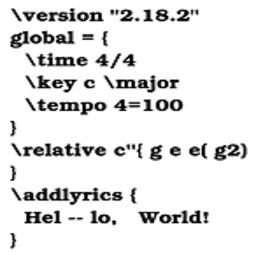 \version "2.18.2"
global = {
\time 4/4
\key c \major
\tempo 4=100
}
\relative c"{ g e e( g2)
}
\addlyrics {
Hel -- lo, World!
}